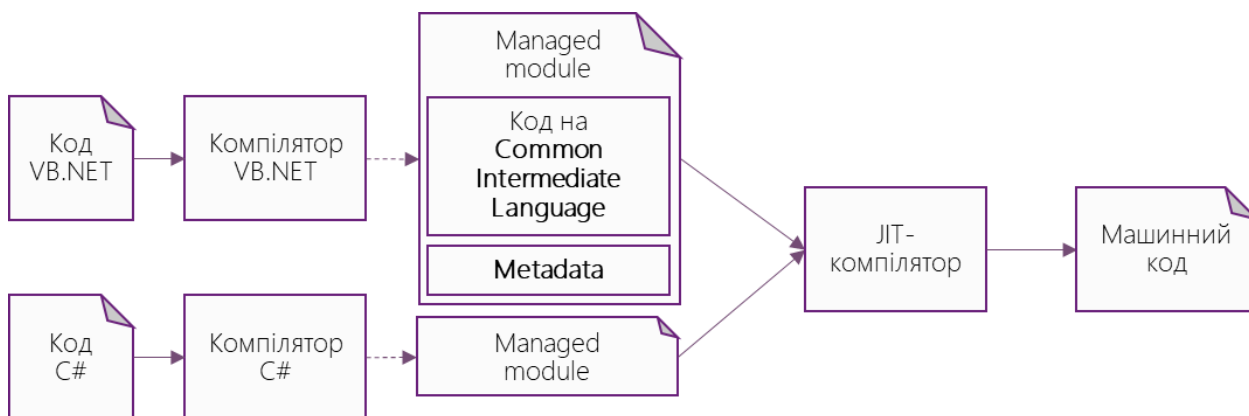 Код
VB.NET
Компілятор
VB.NET
Managed
module
Код на
Common
Intermediate
Language
Metadata
Код
C#
Компілятор
C#
Managed
module
JIT-
компілятор
Машинний
код